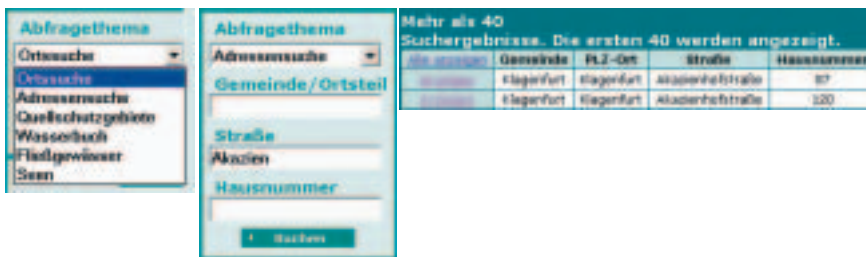 Abfragethema
Ortssuche
Ortssuche
Adressensuche
Quellschutzgebiete
Wasserbuch
Fließgewässer
Seen
Abfragethema
Adressensuche
Gemeinde/Ortsteil
Straße
Akazien
Hausnummer
Suchen
Mehr als 40
Suchergebnisse. Die ersten 40 werden angezeigt.
Alle anzeigen Gemeinde PLZ-Ort Straße Hausnummer
Klagenfurt Klagenfurt Akazienhofstraße 87
Klagenfurt Klagenfurt Akazienhofstraße 120